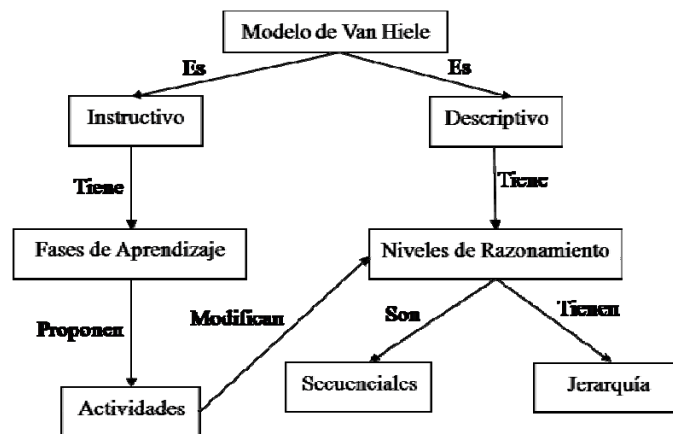 Modelo de Van Hiele
Es
Es
Instructivo
Descriptivo
Tiene
Tiene
Fases de Aprendizaje
Niveles de Razonamiento
Proponen
Modifican
Son
Tienen
Secuenciales
Jerarquía
Actividades